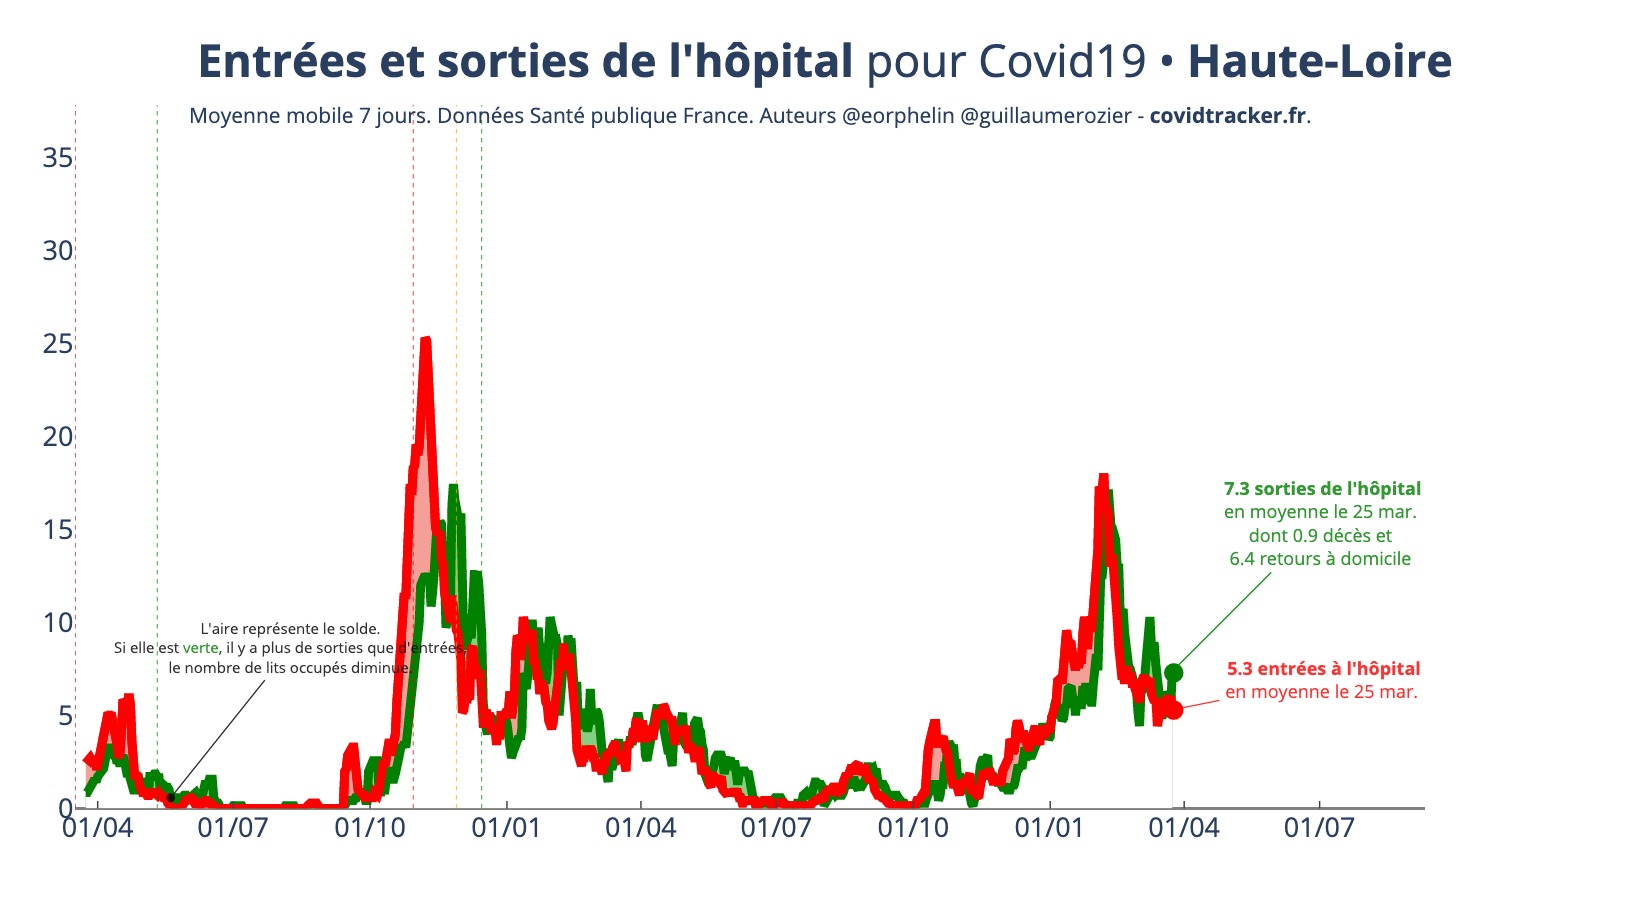 Entrées et sorties de l'hôpital pour Covid19 • Haute-Loire
Moyenne mobile 7 jours. Données Santé publique France. Auteurs @eorphelin @guillaumerozier - covidtracker.fr.
35
30
25
20
15
10
5
0
L'aire représente le solde.
Si elle est verte, il y a plus de sorties que d'entrées,
le nombre de lits occupés diminue.
7.3 sorties de l'hôpital
en moyenne le 25 mar.
dont 0.9 décès et
6.4 retours à domicile
5.3 entrées à l'hôpital
en moyenne le 25 mar.
01/04 01/07 01/10 01/01 01/04 01/07 01/10 01/01 01/04 01/07